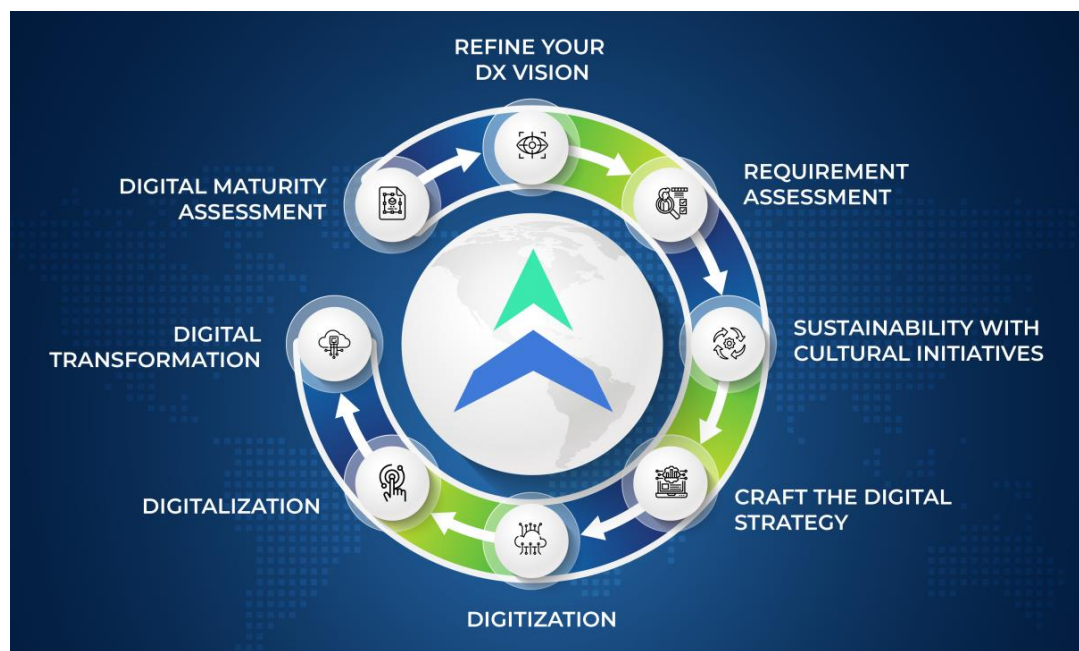 REFINE YOUR
DX VISION
DIGITAL MATURITY
ASSESSMENT
REQUIREMENT
ASSESSMENT
DIGITAL
TRANSFORMATION
SUSTAINABILITY WITH
CULTURAL INITIATIVES
DIGITALIZATION
CRAFT THE DIGITAL
STRATEGY
DIGITIZATION